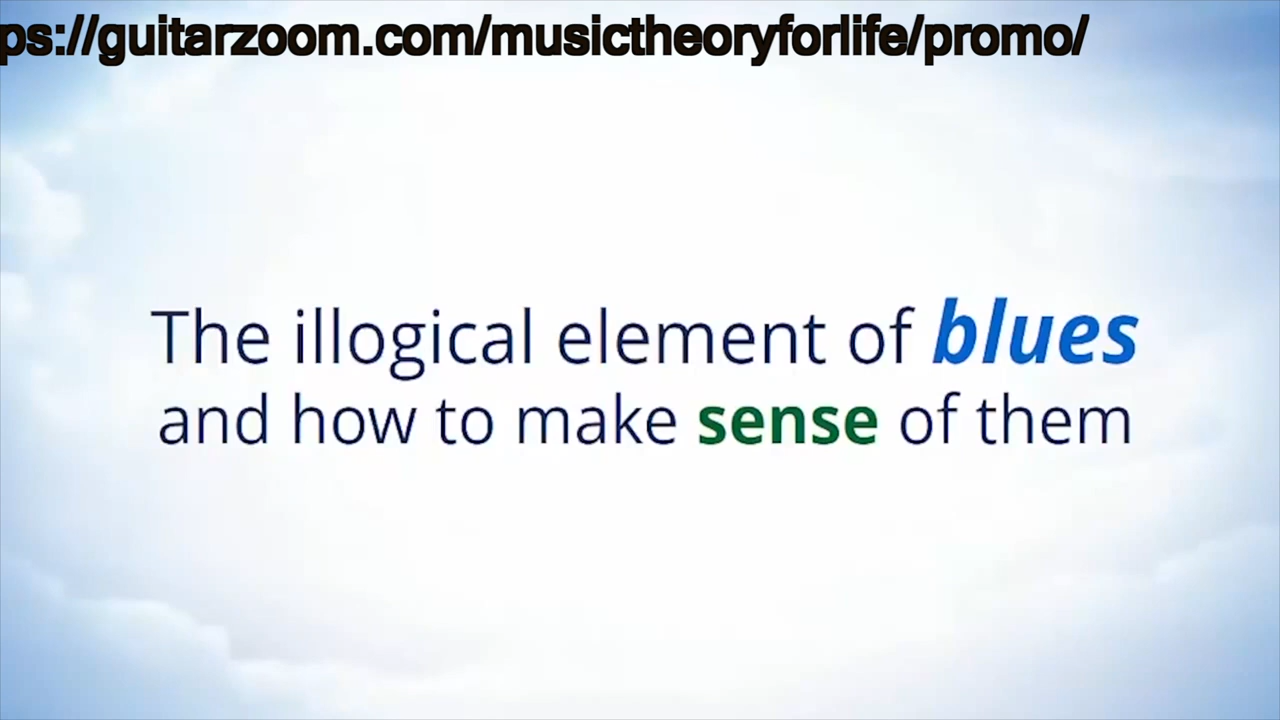 ps://guitarzoom.com/musictheoryforlife/promo/
The illogical element of blues
and how to make sense of them